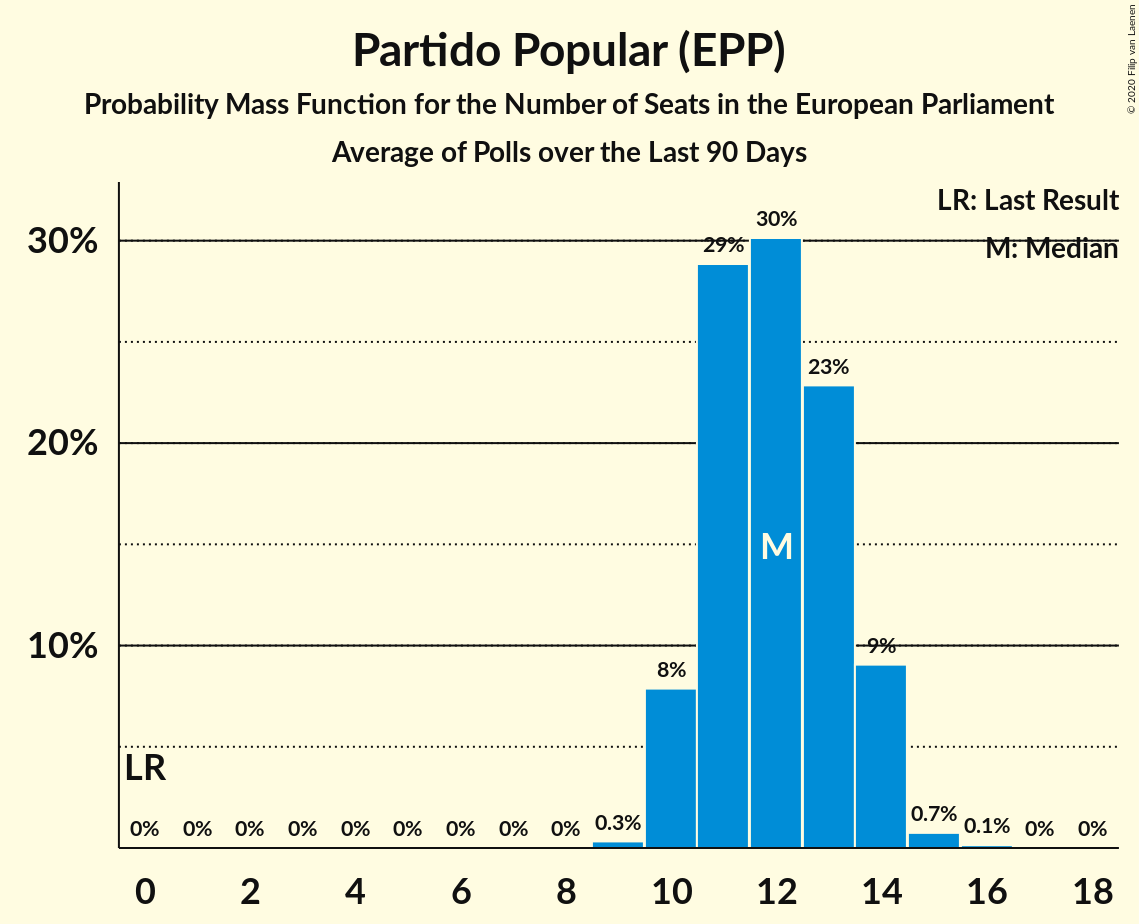 Partido Popular (EPP)
Probability Mass Function for the Number of Seats in the European Parliament
Average of Polls over the Last 90 Days
© 2020 Filip van Laenen
LR: Last Result
M: Median
30%
20%
10%
LR
M
0% 0% 0% 0% 0% 0% 0% 0% 0% 0.3% 8% 29% 30% 23% 9% 0.7% 0.1% 0% 0%
0 2 4 6 8 10 12 14 16 18